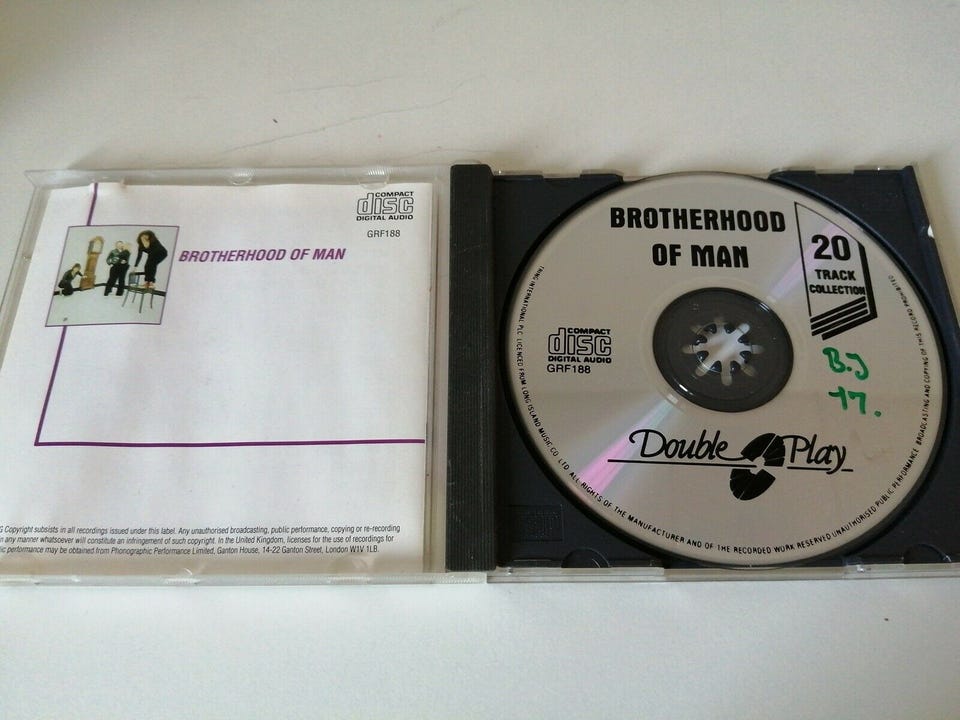 COMPACT
disc
DIGITAL AUDIO
GRF188
BROTHERHOOD OF MAN
G Copyright subsists in all recordings issued under this label. Any unauthorised broadcasting, public performance, copying or re-recording
in any manner whatsoever will constitute an infringement of such copyright. In the United Kingdom, licenses for the use of recordings for
lic performance may be obtained from Phonographic Performance Limited, Ganton House, 14-22 Ganton Street, London W1V 1LB.
BROTHERHOOD
OF MAN
20
TRACK
COLLECTION
COMPACT
disc
DIGITAL AUDIO
GRF188
B.J
17.
Double Play
TRING INTERNATIONAL PLC LICENCED FROM LONG ISLAND MUSIC CO LTD ALL RIGHTS OF THE MANUFACTURER AND OF THE RECORDED WORK RESERVED UNAUTHORISED PUBLIC PERFORMANCE BROADCASTING AND COPYING OF THIS RECORD PROHIBITED